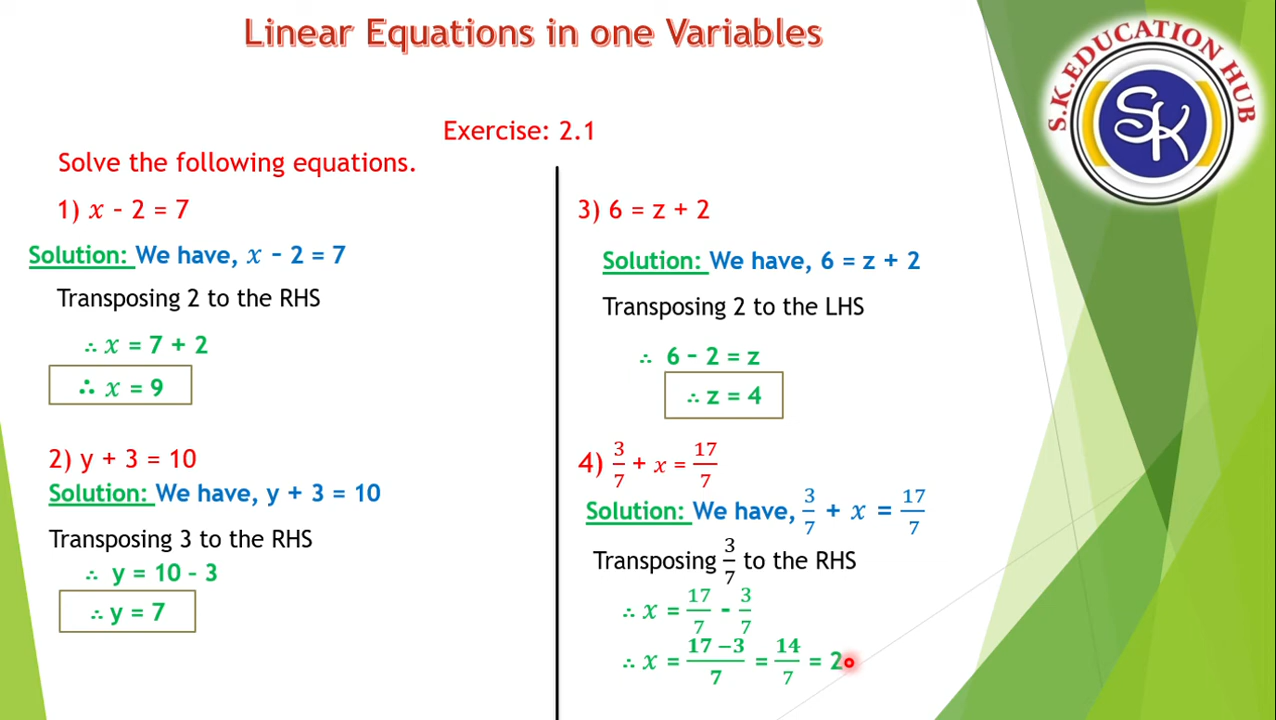 Linear Equations in one Variables
S.K.EDUCATION HUB
SK
Exercise: 2.1
Solve the following equations.
1) x – 2 = 7
Solution: We have, x – 2 = 7
Transposing 2 to the RHS
∴ x = 7 + 2
∴ x = 9
2) y + 3 = 10
Solution: We have, y + 3 = 10
Transposing 3 to the RHS
∴ y = 10 – 3
∴ y = 7
3) 6 = z + 2
Solution: We have, 6 = z + 2
Transposing 2 to the LHS
∴ 6 – 2 = z
∴ z = 4
4) 3/7 + x = 17/7
Solution: We have, 3/7 + x = 17/7
Transposing 3/7 to the RHS
∴ x = 17/7 - 3/7
∴ x = 17 –3/7 = 14/7 = 2